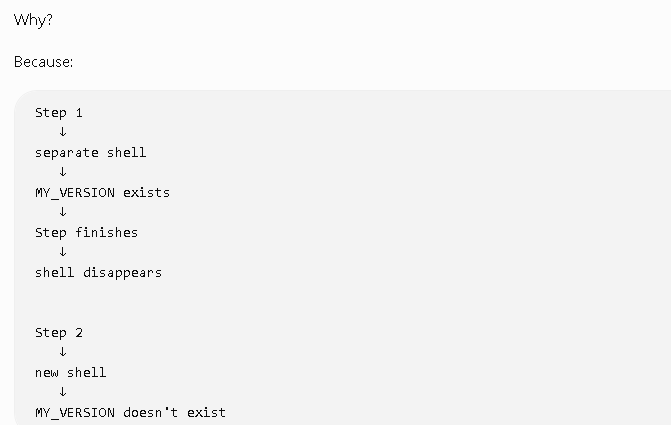 Why?
Because:
Step 1
↓
separate shell
↓
MY_VERSION exists
↓
Step finishes
↓
shell disappears
Step 2
↓
new shell
↓
MY_VERSION doesn't exist